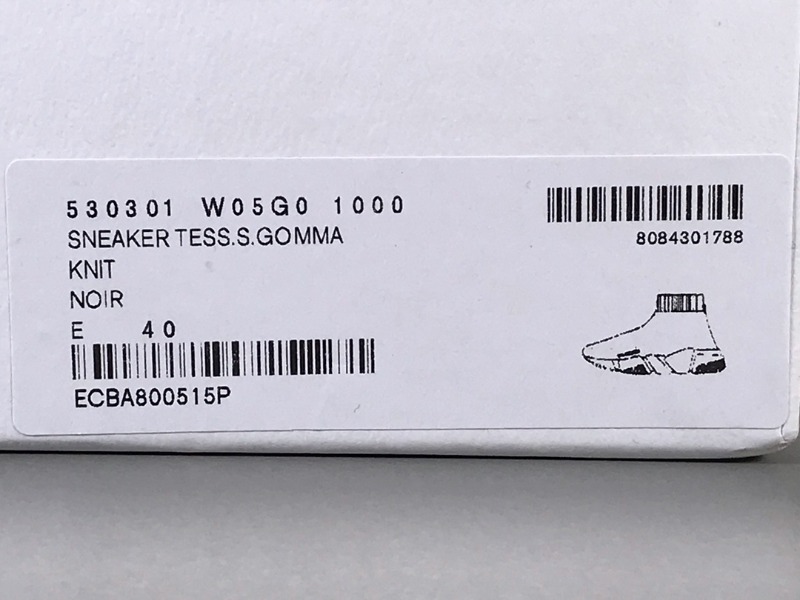 530301 W05G0 1000
SNEAKER TESS.S.GOMMA
KNIT
NOIR
E 40
ECBA800515P
8084301788